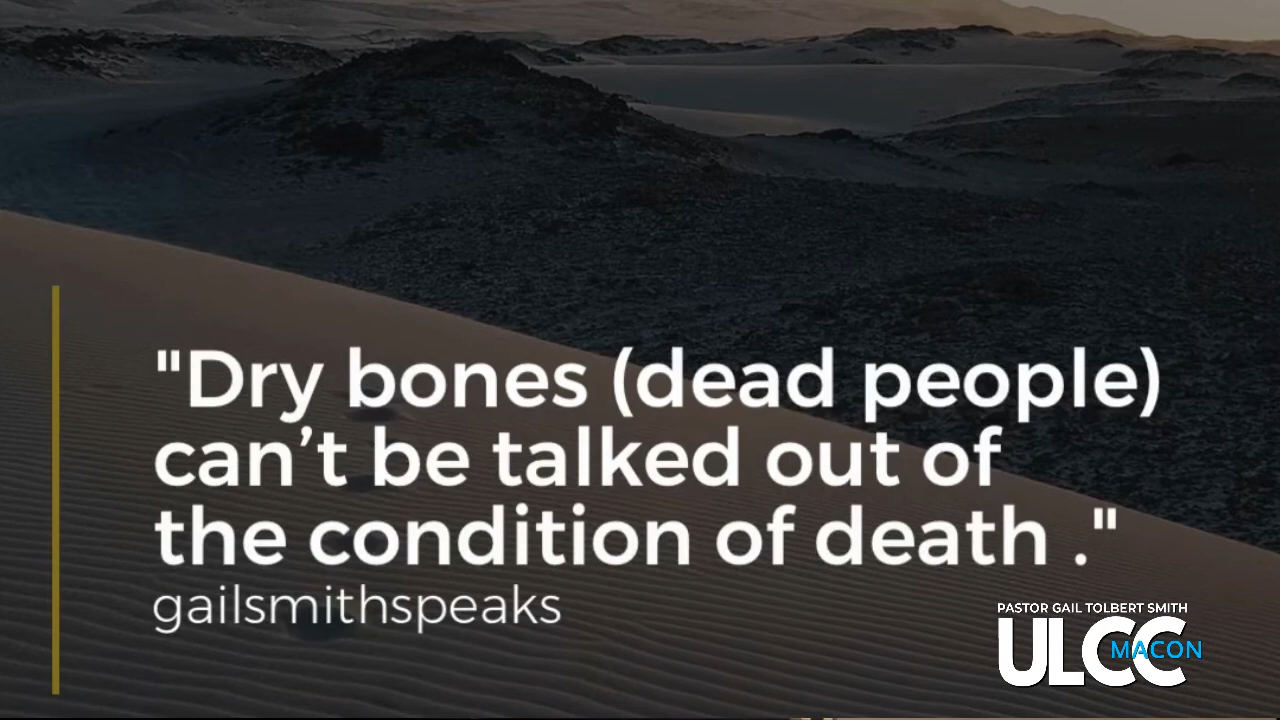 "Dry bones (dead people)
can’t be talked out of
the condition of death ."
gailsmithspeaks
PASTOR GAIL TOLBERT SMITH
ULCC
MACON